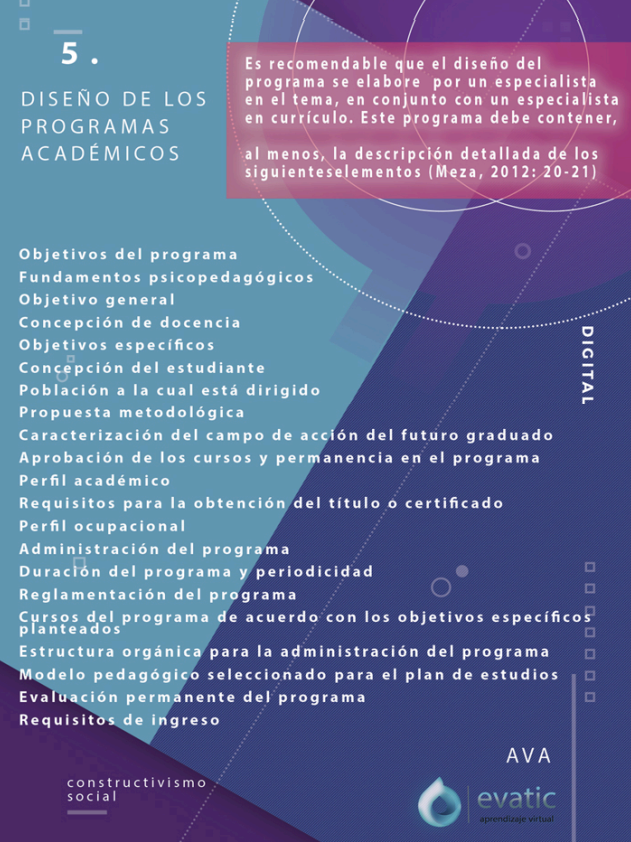 5.
DISEÑO DE LOS
PROGRAMAS
ACADÉMICOS
Es recomendable que el diseño del
programa se elabore por un especialista
en el tema, en conjunto con un especialista
en currículo. Este programa debe contener,
al menos, la descripción detallada de los
siguienteselementos (Meza, 2012: 20-21)
Objetivos del programa
Fundamentos psicopedagógicos
Objetivo general
Concepción de docencia
Objetivos específicos
Concepción del estudiante
Población a la cual está dirigido
Propuesta metodológica
Caracterización del campo de acción del futuro graduado
Aprobación de los cursos y permanencia en el programa
Perfil académico
Requisitos para la obtención del título o certificado
Perfil ocupacional
Administración del programa
Duración del programa y periodicidad
Reglamentación del programa
Cursos del programa de acuerdo con los objetivos específicos
planteados
Estructura orgánica para la administración del programa
Modelo pedagógico seleccionado para el plan de estudios
Evaluación permanente del programa
Requisitos de ingreso
DIGITAL
AVA
constructivismo
social
evatic
aprendizaje virtual